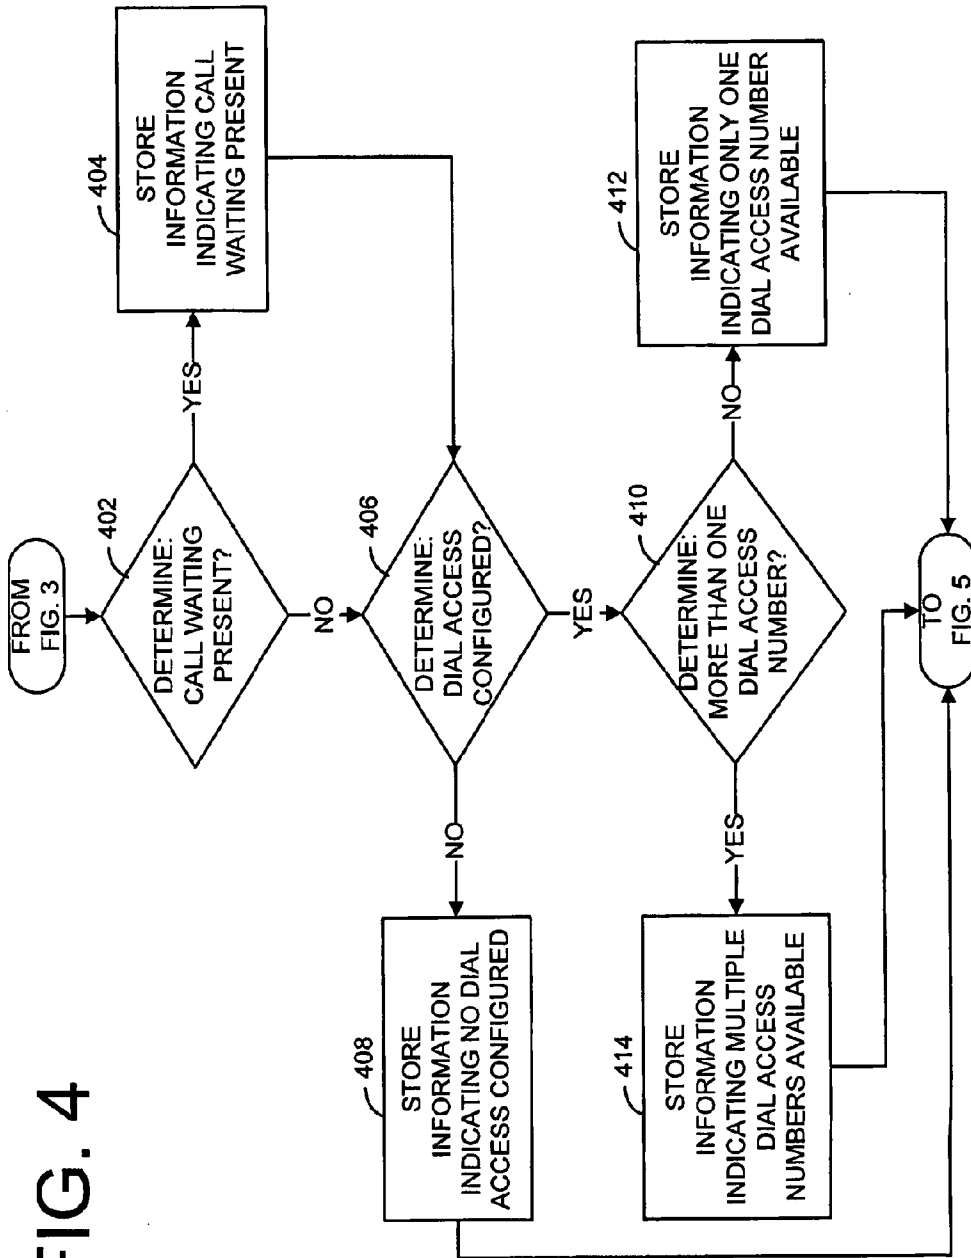 FROM
FIG. 3
402
DETERMINE:
CALL WAITING
PRESENT?
YES
404
STORE
INFORMATION
INDICATING CALL
WAITING PRESENT
NO
406
DETERMINE:
DIAL ACCESS
CONFIGURED?
NO
408
STORE
INFORMATION
INDICATING NO DIAL
ACCESS CONFIGURED
YES
410
DETERMINE:
MORE THAN ONE
DIAL ACCESS
NUMBER?
NO
412
STORE
INFORMATION
INDICATING ONLY ONE
DIAL ACCESS NUMBER
AVAILABLE
YES
414
STORE
INFORMATION
INDICATING MULTIPLE
DIAL ACCESS
NUMBERS AVAILABLE
TO
FIG. 5
FIG. 4